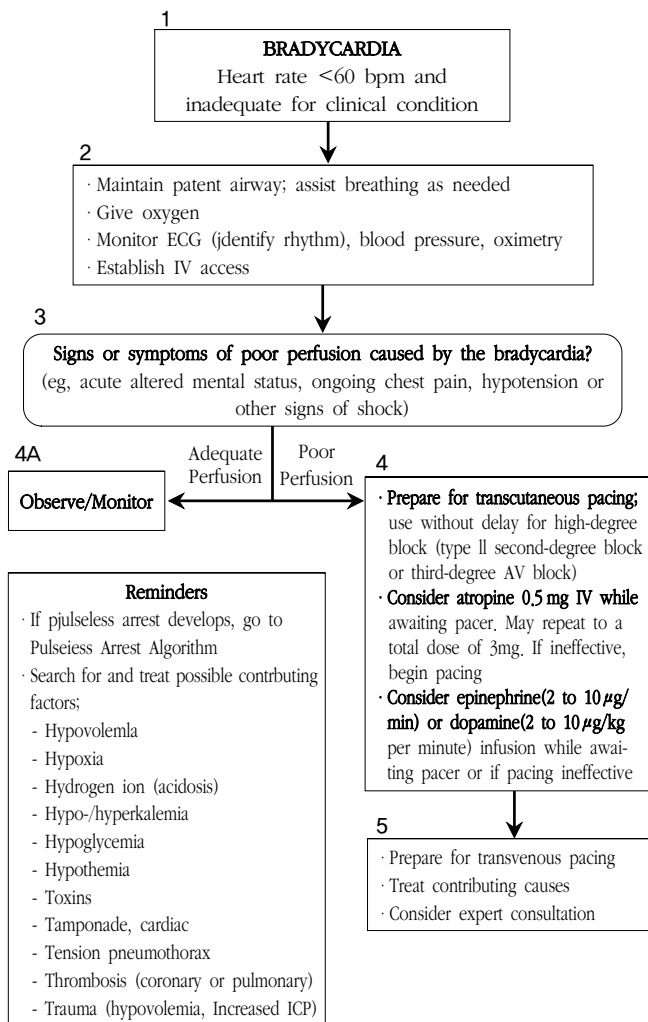 1
BRADYCARDIA
Heart rate <60 bpm and
inadequate for clinical condition
2
· Maintain patent airway; assist breathing as needed
· Give oxygen
· Monitor ECG (jdentify rhythm), blood pressure, oximetry
· Establish IV access
3
Signs or symptoms of poor perfusion caused by the bradycardia?
(eg, acute altered mental status, ongoing chest pain, hypotension or
other signs of shock)
4A
Adequate
Perfusion
Poor
Perfusion
Observe/Monitor
4
· Prepare for transcutaneous pacing;
use without delay for high-degree
block (type ll second-degree block
or third-degree AV block)
· Consider atropine 0.5 mg IV while
awaiting pacer. May repeat to a
total dose of 3mg. If ineffective,
begin pacing
· Consider epinephrine(2 to 10 µg/
min) or dopamine(2 to 10 µg/kg
per minute) infusion while awai-
ting pacer or if pacing ineffective
Reminders
· If pjulseless arrest develops, go to
Pulseiess Arrest Algorithm
· Search for and treat possible contrbuting
factors;
- Hypovolemla
- Hypoxia
- Hydrogen ion (acidosis)
- Hypo-/hyperkalemia
- Hypoglycemia
- Hypothemia
- Toxins
- Tamponade, cardiac
- Tension pneumothorax
- Thrombosis (coronary or pulmonary)
- Trauma (hypovolemia, Increased ICP)
5
· Prepare for transvenous pacing
· Treat contributing causes
· Consider expert consultation